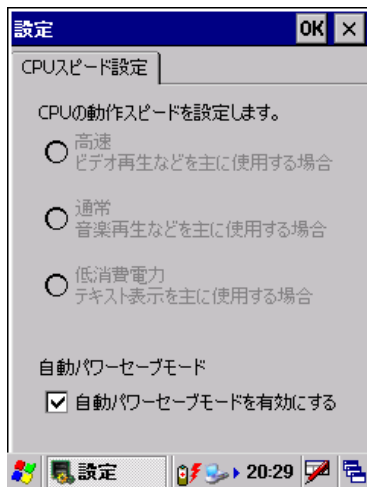 設定 OK ×
CPUスピード設定
CPUの動作スピードを設定します。
高速
ビデオ再生などを主に使用する場合
通常
音楽再生などを主に使用する場合
低消費電力
テキスト表示を主に使用する場合
自動パワーセーブモード
自動パワーセーブモードを有効にする
設定 20:29